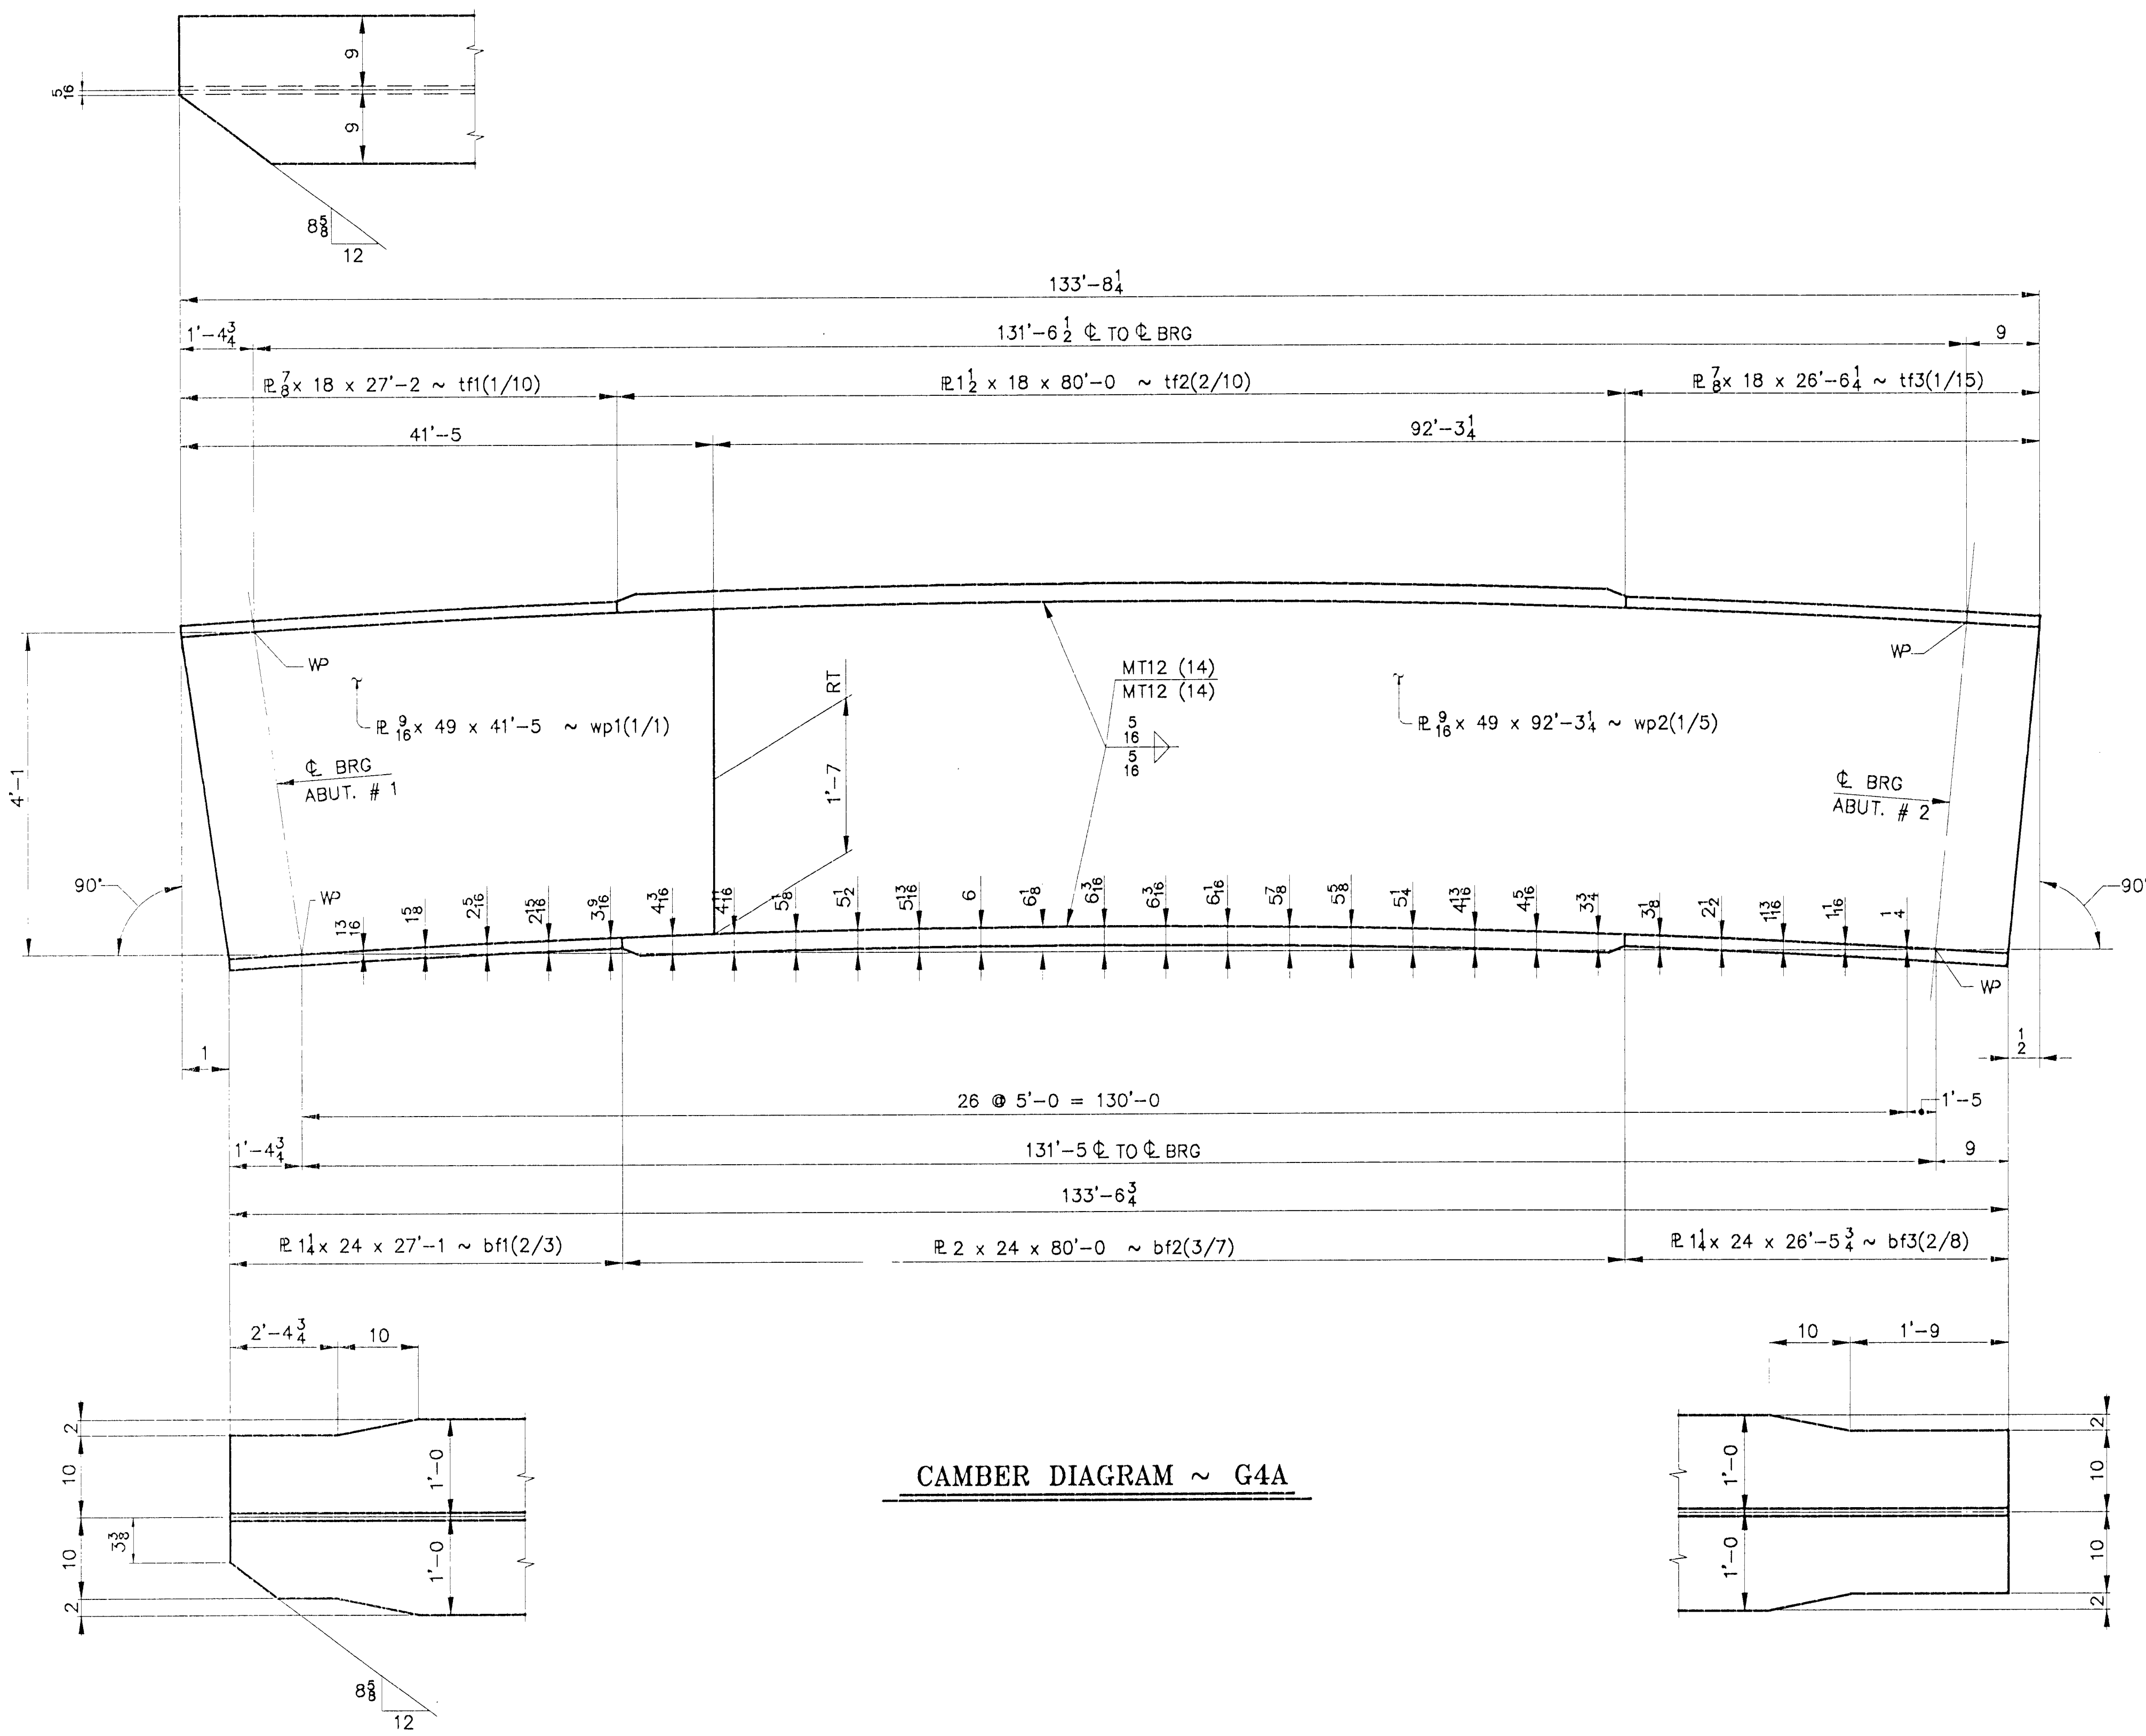 9
5/16
9
8 5/8
12
133'-8 1/4
1'-4 3/4
131'-6 1/2 ℄ TO ℄ BRG
9
℄ 7/8 x 18 x 27'-2 ~ tf1(1/10)
℄ 1 1/2 x 18 x 80'-0 ~ tf2(2/10)
℄ 7/8 x 18 x 26'-6 1/4 ~ tf3(1/15)
41'-5
92'-3 1/4
WP
WP
RT
MT12 (14)
MT12 (14)
5/16
5/16
℄ 9/16 x 49 x 41'-5 ~ wp1(1/1)
℄ 9/16 x 49 x 92'-3 1/4 ~ wp2(1/5)
4'-1
℄ BRG
ABUT. # 1
1'-7
℄ BRG
ABUT. # 2
90°
90°
WP
13/16
1 5/8
2 5/16
2 15/16
3 9/16
4 3/16
4 11/16
5 1/8
5 1/2
5 13/16
6
6 1/8
6 3/16
6 3/16
6 1/16
5 7/8
5 5/8
5 1/4
4 13/16
4 5/16
3 3/4
3 1/8
2 1/2
1 13/16
1 1/16
1/4
WP
1
1/2
26 @ 5'-0 = 130'-0
1'-5
1'-4 3/4
131'-5 ℄ TO ℄ BRG
9
133'-6 3/4
℄ 1 1/4 x 24 x 27'-1 ~ bf1(2/3)
℄ 2 x 24 x 80'-0 ~ bf2(3/7)
℄ 1 1/4 x 24 x 26'-5 3/4 ~ bf3(2/8)
2'-4 3/4
10
10
1'-9
2
10
1'-0
3 3/8
10
1'-0
2
8 5/8
12
CAMBER DIAGRAM ~ G4A
1'-0
2
10
1'-0
10
2